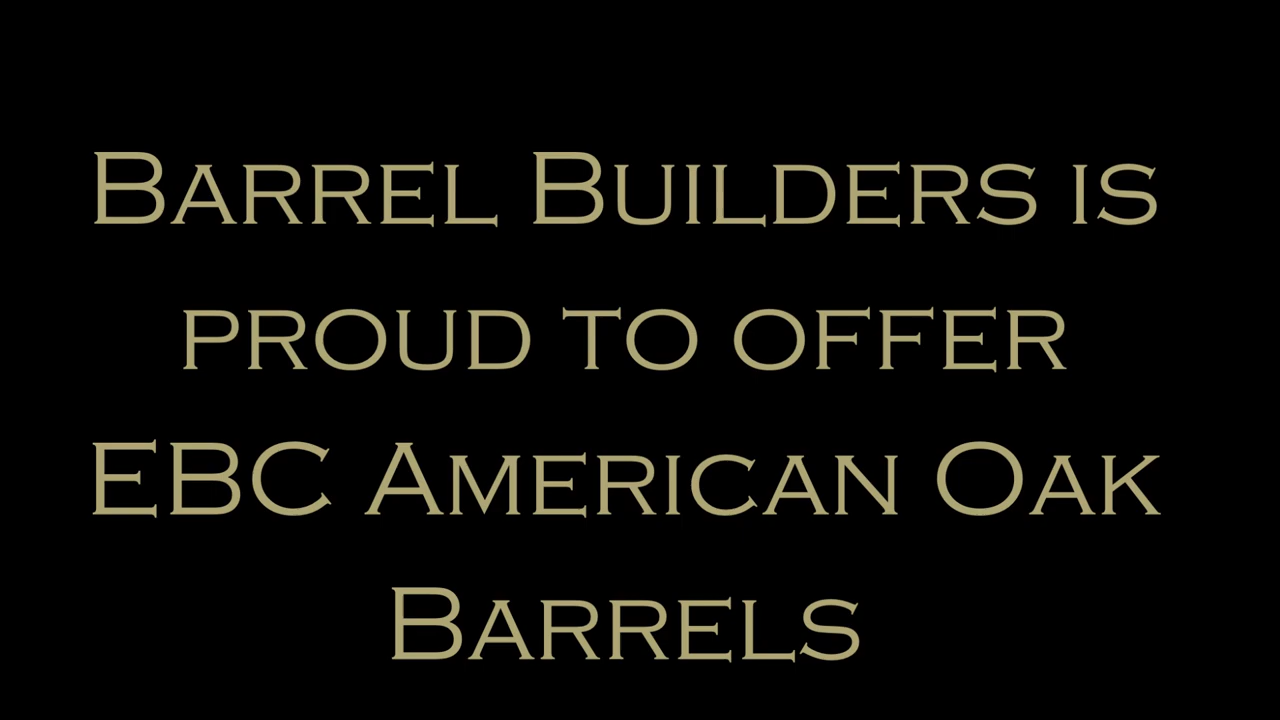 Barrel Builders is
proud to offer
EBC American Oak
Barrels